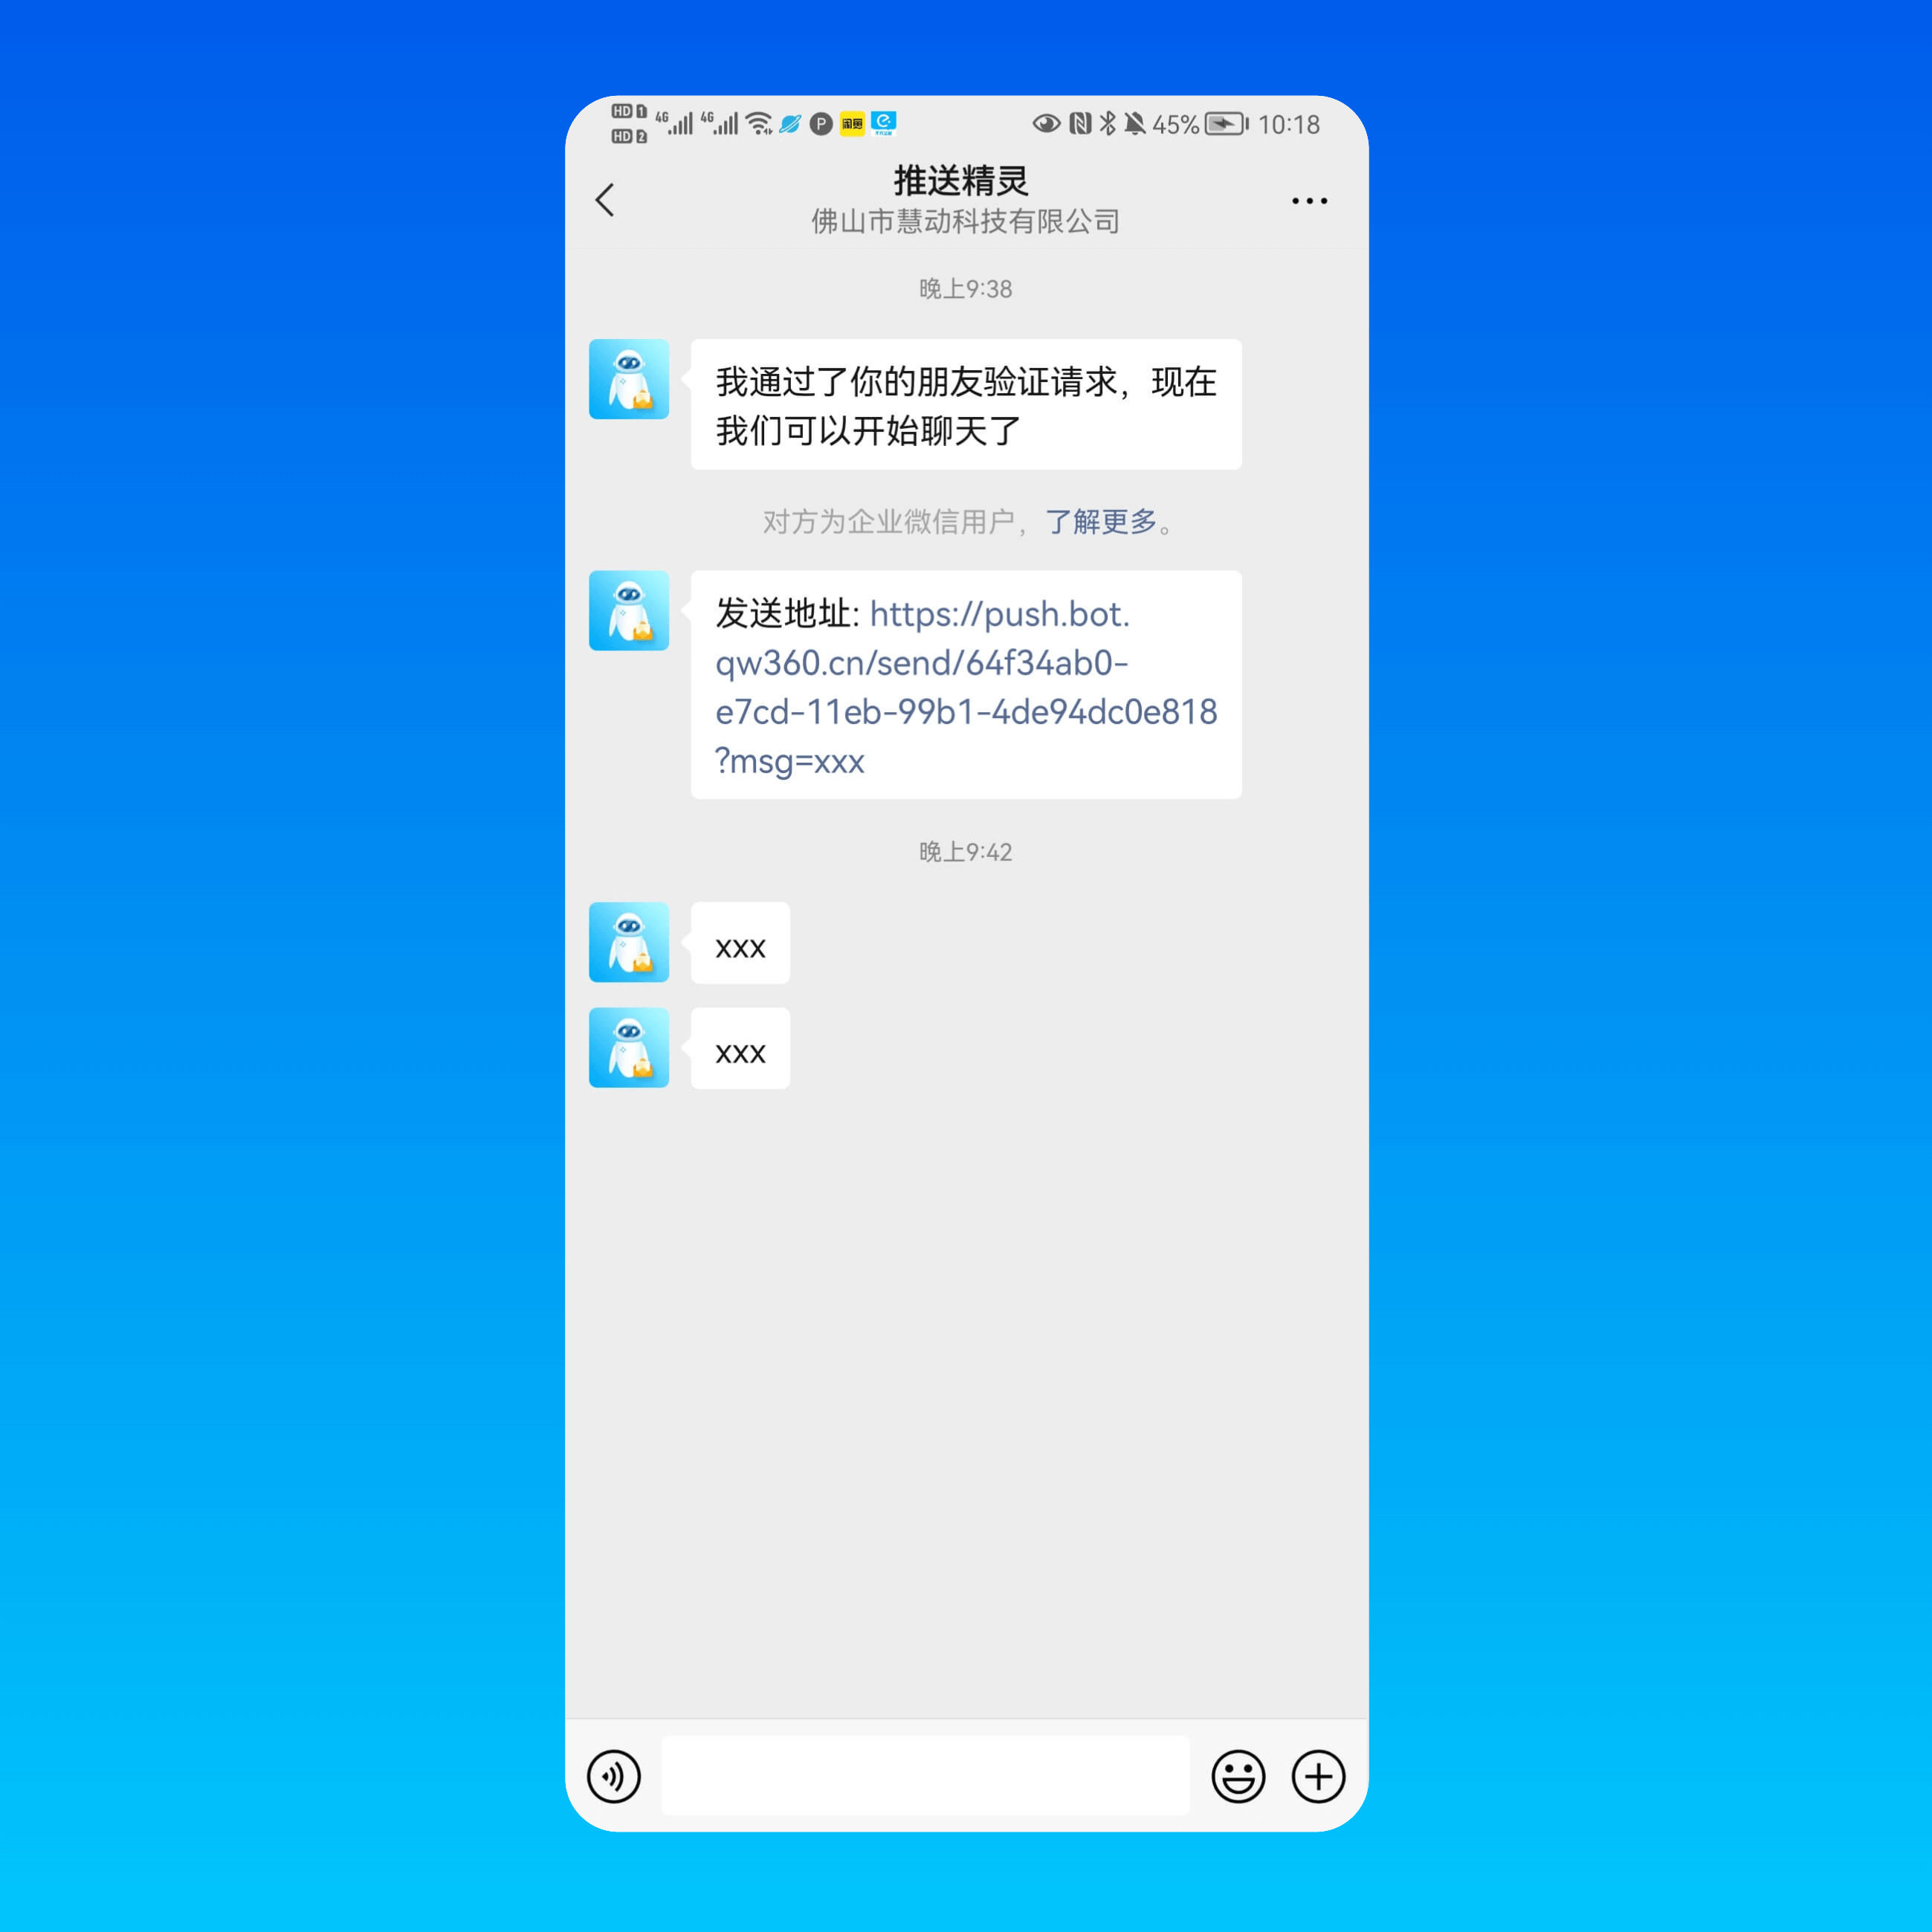 HD 1
HD 2
4G
4G
P
闲鱼
45%
10:18
推送精灵
佛山市慧动科技有限公司
晚上9:38
我通过了你的朋友验证请求，现在
我们可以开始聊天了
对方为企业微信用户，了解更多。
发送地址: https://push.bot.
qw360.cn/send/64f34ab0-
e7cd-11eb-99b1-4de94dc0e818
?msg=xxx
晚上9:42
xxx
xxx